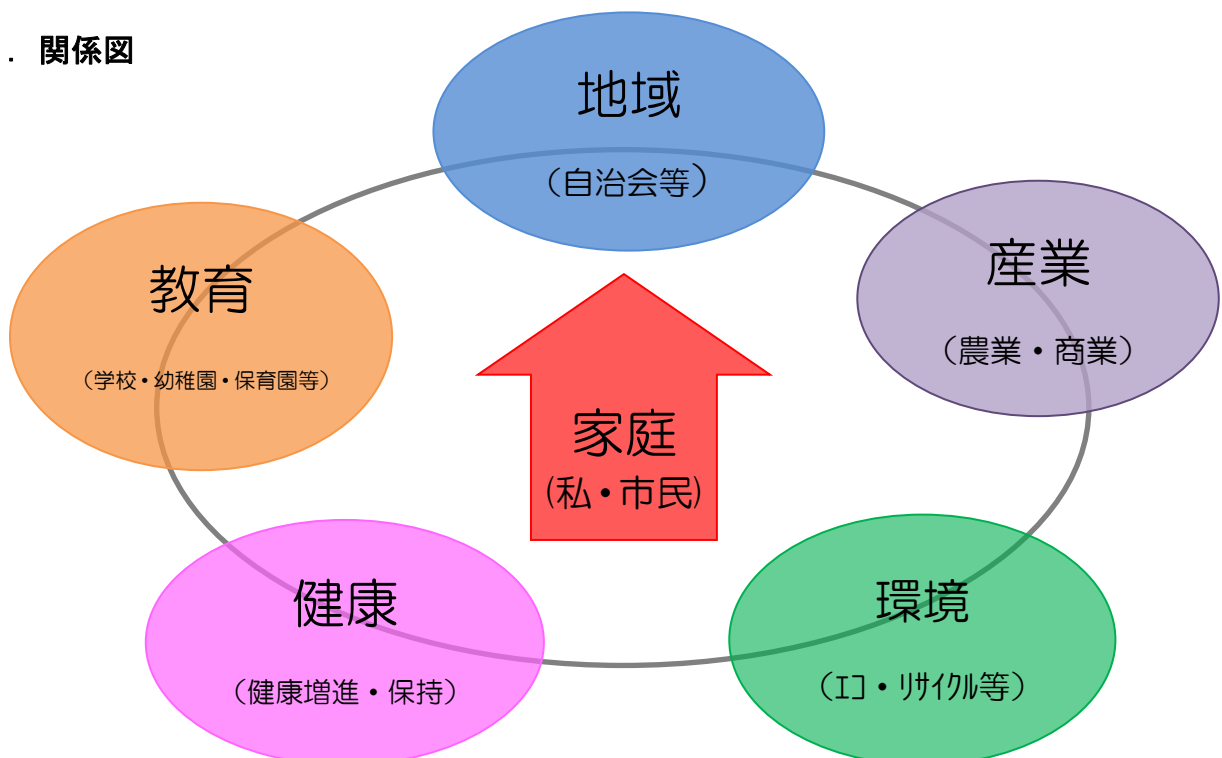 ． 関係図
地域
（自治会等）
産業
（農業・商業）
教育
（学校・幼稚園・保育園等）
家庭
(私・市民)
健康
（健康増進・保持）
環境
（ｴｺ・ﾘｻｲｸﾙ等）